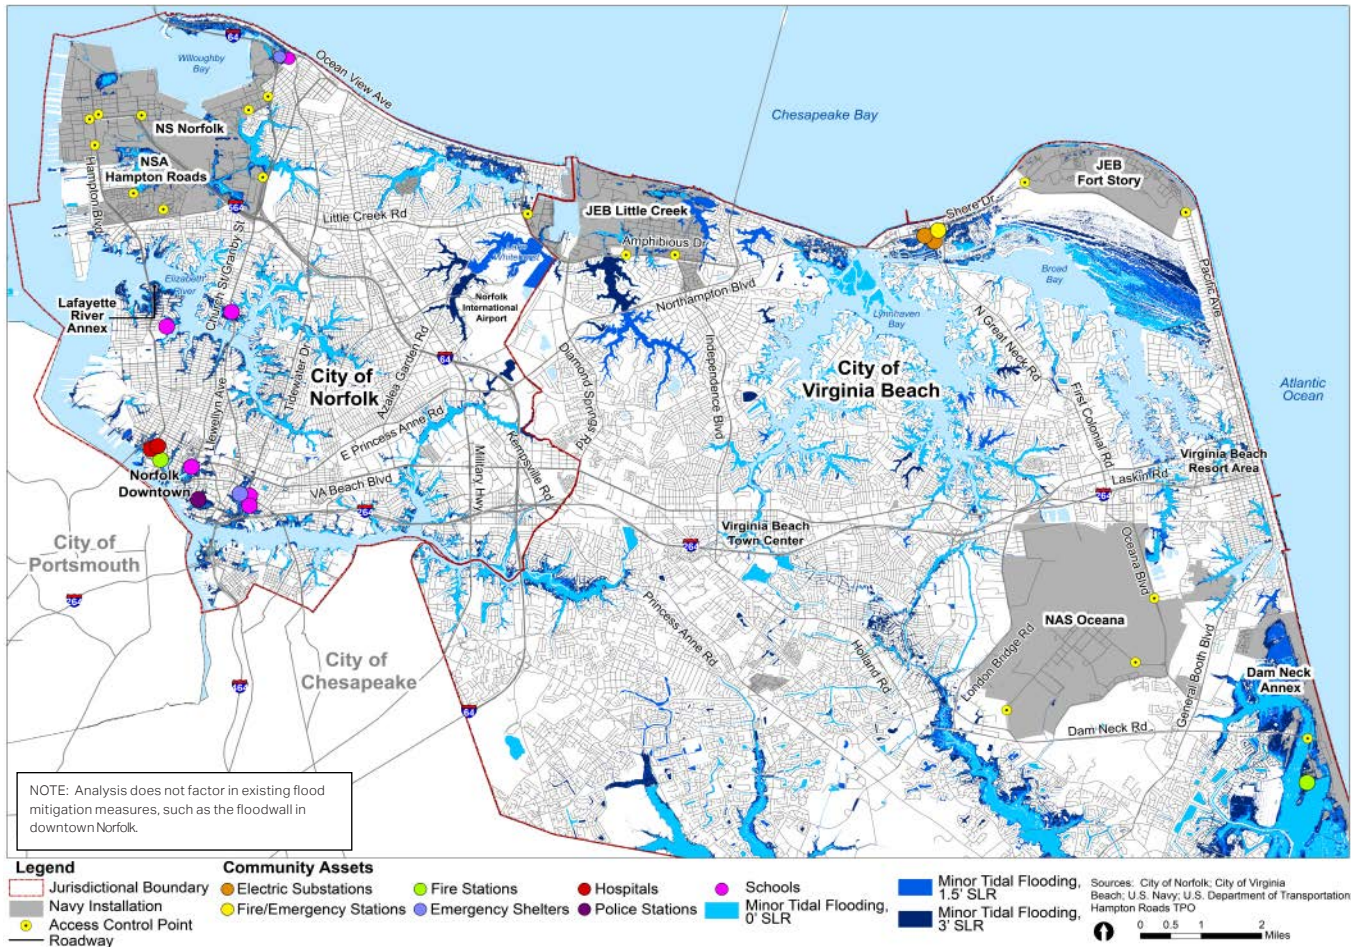 64
Willoughby
Bay
Ocean View Ave
Chesapeake Bay
NS Norfolk
NSA
Hampton Roads
Hampton Blvd
564
Little Creek Rd
JEB Little Creek
Amphibious Dr
JEB
Fort Story
Shore Dr
Broad
Bay
Pacific Ave
Church St/Granby St
Elizabeth
River
Lafayette
River
Annex
Norfolk
International
Airport
Northampton Blvd
Lynnhaven
Bay
N Great Neck Rd
64
Diamond Springs Rd
Independence Blvd
City of
Norfolk
Tidewater Dr
Azalea Garden Rd
City of
Virginia Beach
Atlantic
Ocean
Llewellyn Ave
E Princess Anne Rd
First Colonial Rd
Kempsville Rd
Military Hwy
Norfolk
Downtown
VA Beach Blvd
264
Virginia Beach
Resort Area
Laskin Rd
264
Virginia Beach
Town Center
264
City of
Portsmouth
264
Oceana Blvd
NAS Oceana
Princess Anne Rd
Holland Rd
London Bridge Rd
General Booth Blvd
City of
Chesapeake
464
64
Dam Neck
Annex
Dam Neck Rd
NOTE: Analysis does not factor in existing flood
mitigation measures, such as the floodwall in
downtown Norfolk.
Legend
Jurisdictional Boundary
Navy Installation
Access Control Point
Roadway
Community Assets
Electric Substations
Fire Stations
Hospitals
Schools
Fire/Emergency Stations
Emergency Shelters
Police Stations
Minor Tidal Flooding,
0' SLR
Minor Tidal Flooding,
1.5' SLR
Minor Tidal Flooding,
3' SLR
Sources: City of Norfolk; City of Virginia
Beach; U.S. Navy; U.S. Department of Transportation
Hampton Roads TPO
0 0.5 1 2
Miles